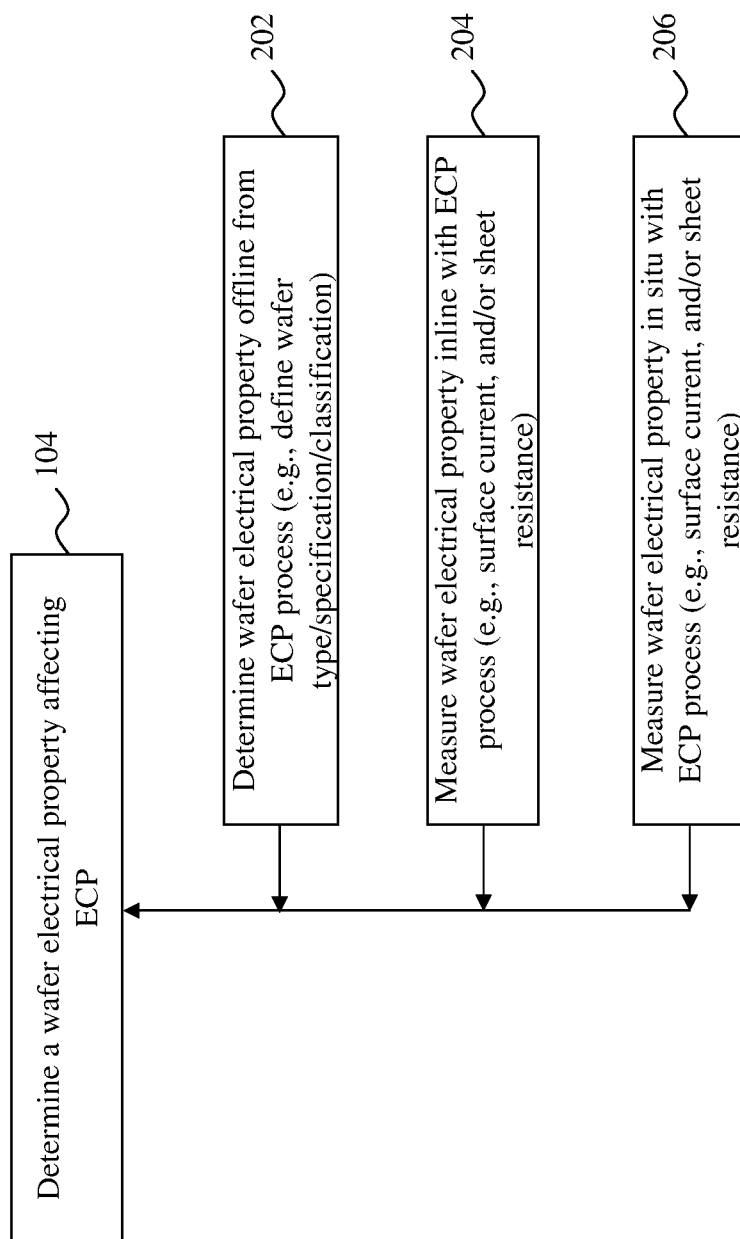 104
Determine a wafer electrical property affecting
ECP
202
Determine wafer electrical property offline from
ECP process (e.g., define wafer
type/specification/classification)
204
Measure wafer electrical property inline with ECP
process (e.g., surface current, and/or sheet
resistance)
206
Measure wafer electrical property in situ with
ECP process (e.g., surface current, and/or sheet
resistance)